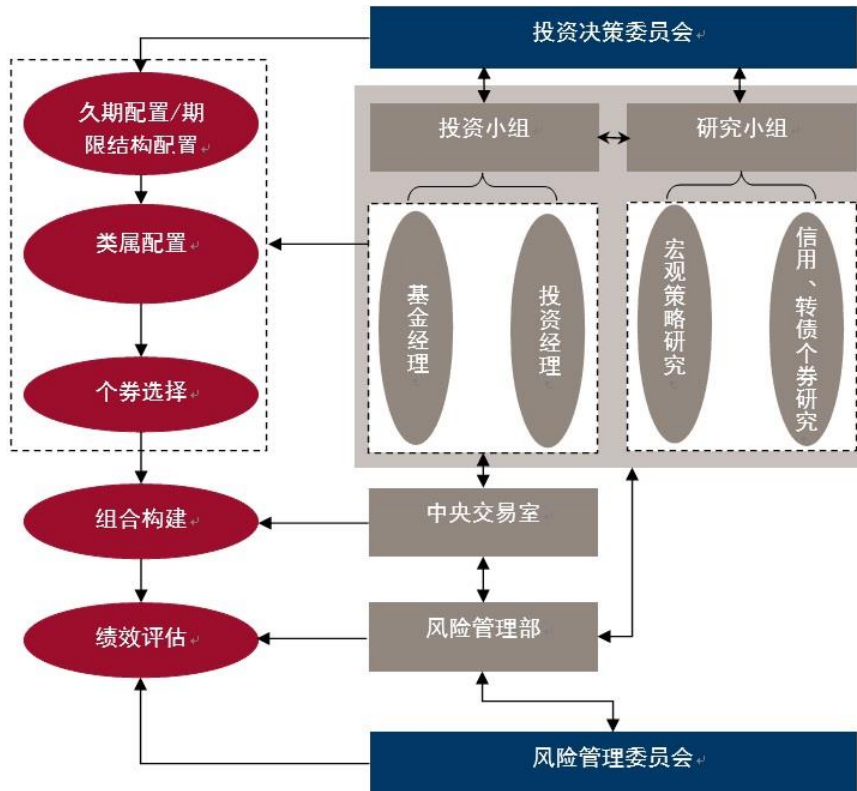 投资决策委员会
久期配置/期
限结构配置
类属配置
个券选择
组合构建
绩效评估
投资小组
研究小组
基金经理
投资经理
宏观策略研究
信用、转债个券研究
中央交易室
风险管理部
风险管理委员会